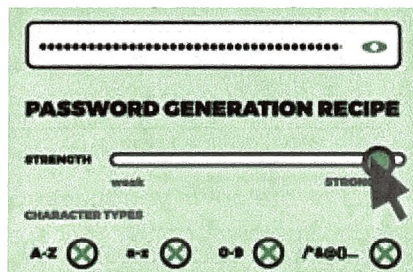 PASSWORD GENERATION RECIPE
STRENGTH
weak STRONG
CHARACTER TYPES
A-Z a-z 0-9 /*&@()...